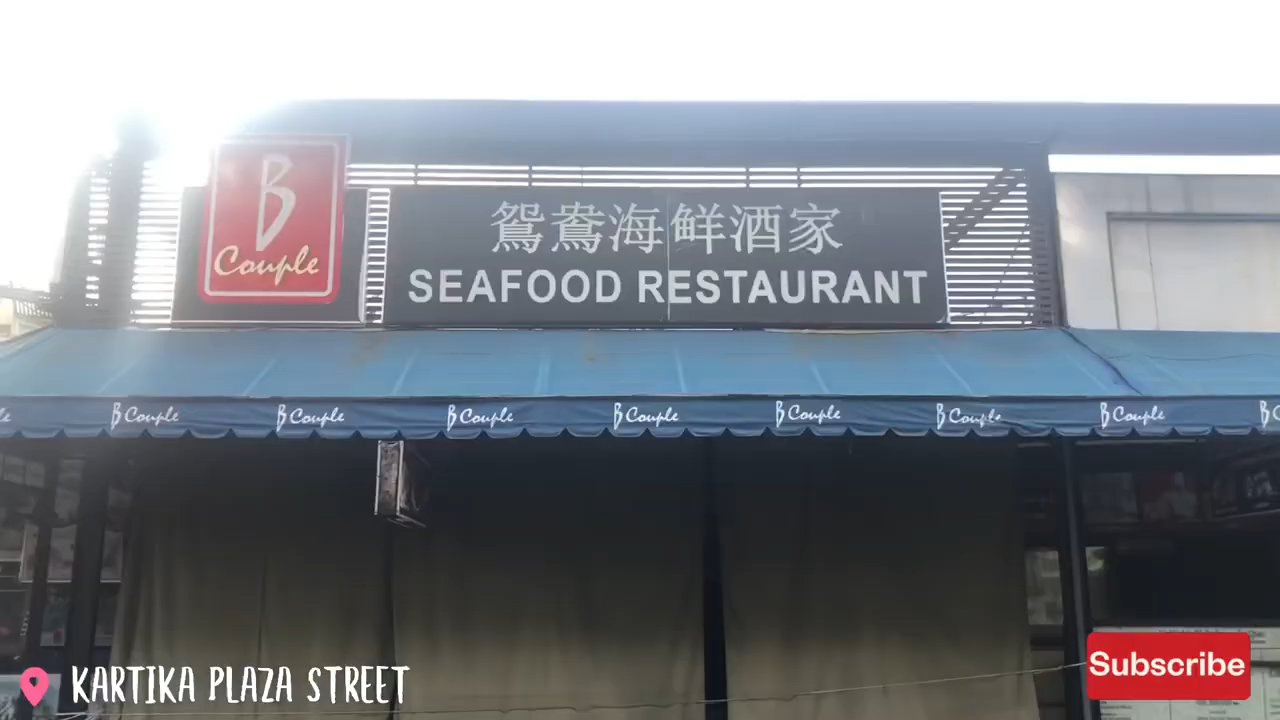 B
Couple
鴛鴦海鮮酒家
SEAFOOD RESTAURANT
B Couple B Couple B Couple B Couple B Couple B Couple B Couple
KARTIKA PLAZA STREET
Subscribe